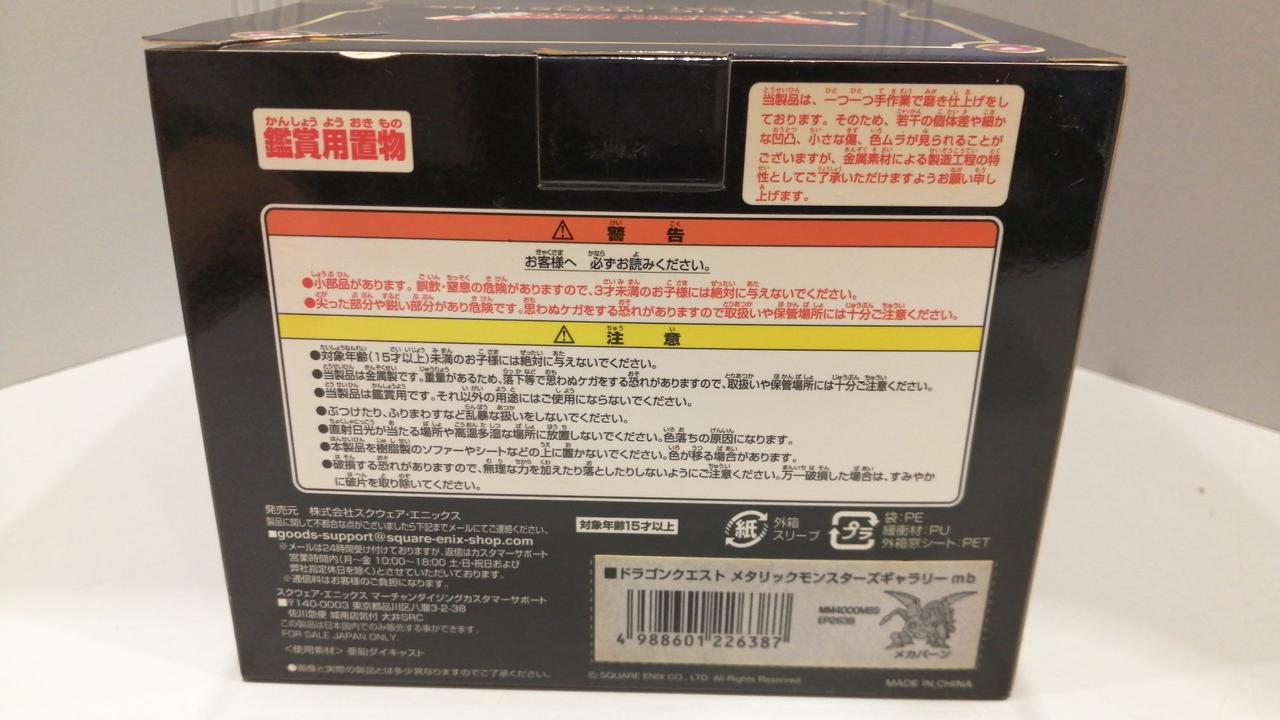 鑑賞用置物
当製品は、一つ一つ手作業で磨き仕上げをし
ております。そのため、若干の個体差や細か
な凹凸、小さな傷、色ムラが見られることが
ございますが、金属素材による製造工程の特
性としてご了承いただけますようお願い申し
上げます。
⚠ 警告
お客様へ 必ずお読みください。
●小部品があります。誤飲・窒息の危険がありますので、3才未満のお子様には絶対に与えないでください。
●尖った部分や鋭い部分があり危険です。思わぬケガをする恐れがありますので取扱いや保管場所には十分ご注意ください。
⚠ 注意
●対象年齢(15才以上)未満のお子様には絶対に与えないでください。
●当製品は金属製です。重量があるため、落下等で思わぬケガをする恐れがありますので、取扱いや保管場所には十分ご注意ください。
●当製品は鑑賞用です。それ以外の用途にはご使用にならないでください。
●ぶつけたり、ふりまわすなど乱暴な扱いをしないでください。
●直射日光が当たる場所や高温多湿な場所に放置しないでください。色落ちの原因になります。
●本製品を樹脂製のソファーやシートなどの上に置かないでください。色が移る場合があります。
●破損する恐れがありますので、無理な力を加えたり落としたりしないようにご注意ください。万一破損した場合は、すみやか
に破片を取り除いてください。
発売元 株式会社スクウェア・エニックス
製品に関して不都合な点がございましたら下記までメールにてご連絡ください。
■goods-support@square-enix-shop.com
※メールは24時間受け付けておりますが、返信はカスタマーサポート
営業時間内(月~金 10:00~18:00 土・日・祝日および
弊社指定休日を除く)とさせていただいております。
※通信料はお客様のご負担になります。
スクウェア・エニックス マーチャンダイジングカスタマーサポート
■〒140-0003 東京都品川区八潮3-2-38
佐川急便 城南店気付 大井SRC
この製品は日本国内でのみ販売する事ができます。
FOR SALE JAPAN ONLY.
<使用素材> 亜鉛ダイキャスト
●画像と実際の製品とは多少異なりますのでご了承ください。
対象年齢15才以上
紙
外箱
スリーブ
プラ
袋:PE
緩衝材:PU
外箱窓シート:PET
■ドラゴンクエスト メタリックモンスターズギャラリー mb
MM4000MBS
EP2638
4 988601 226387
メカバーン
© SQUARE ENIX CO., LTD. All Rights Reserved.
MADE IN CHINA